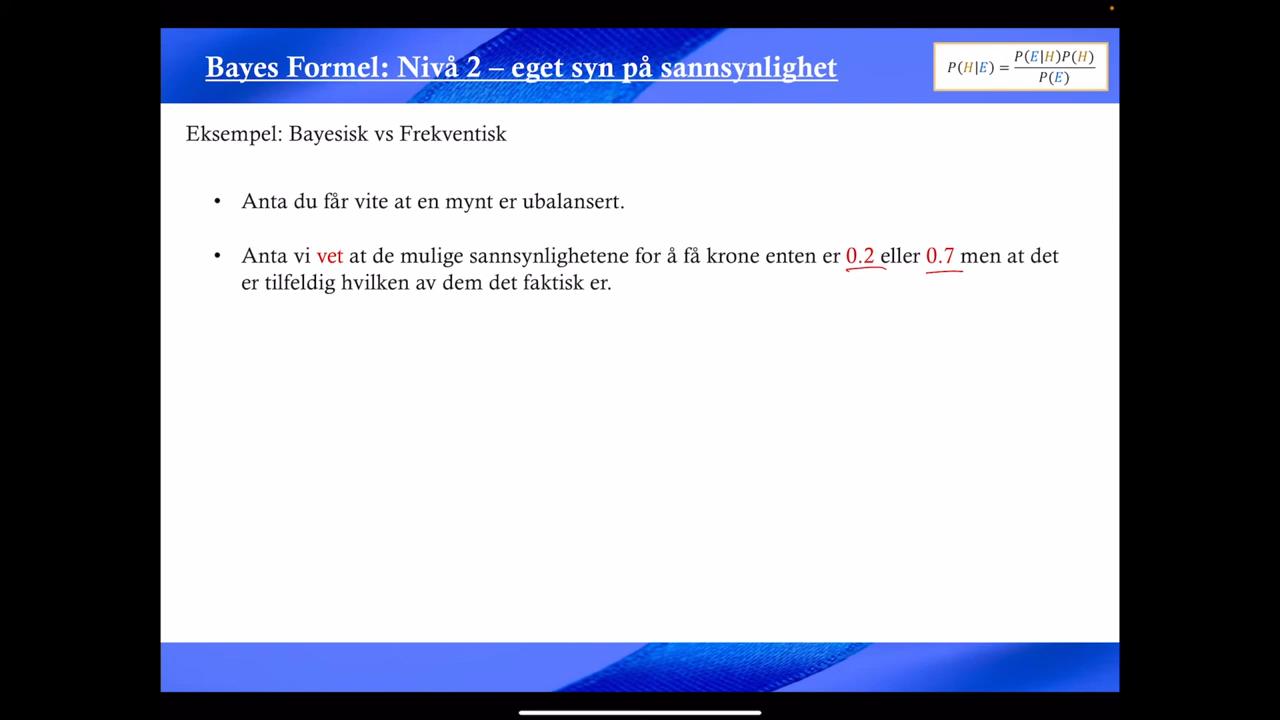 Bayes Formel: Nivå 2 – eget syn på sannsynlighet
P(H|E) = P(E|H)P(H) / P(E)
Eksempel: Bayesisk vs Frekventisk
• Anta du får vite at en mynt er ubalansert.
• Anta vi vet at de mulige sannsynlighetene for å få krone enten er 0.2 eller 0.7 men at det
er tilfeldig hvilken av dem det faktisk er.